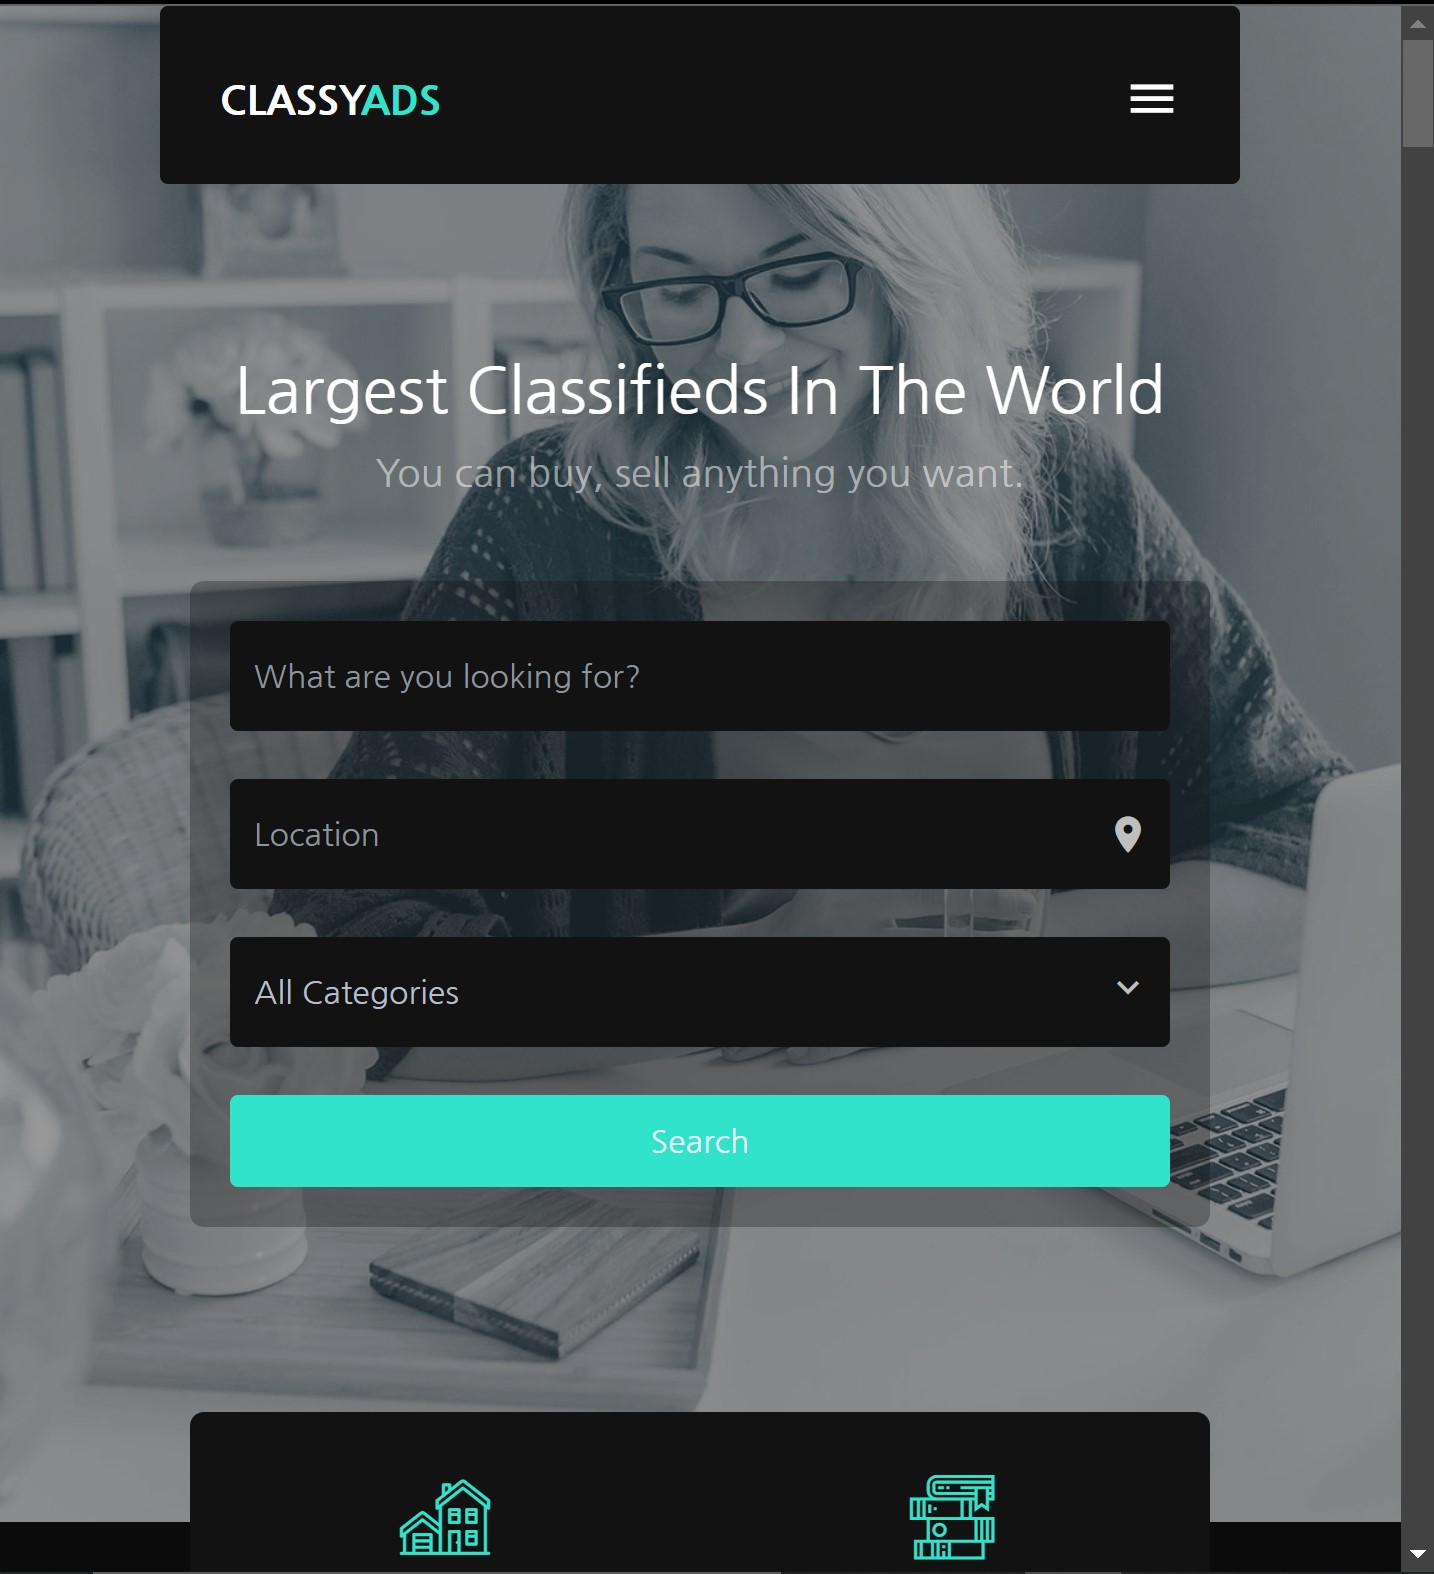 CLASSYADS
Largest Classifieds In The World
You can buy, sell anything you want.
What are you looking for?
Location
All Categories
Search